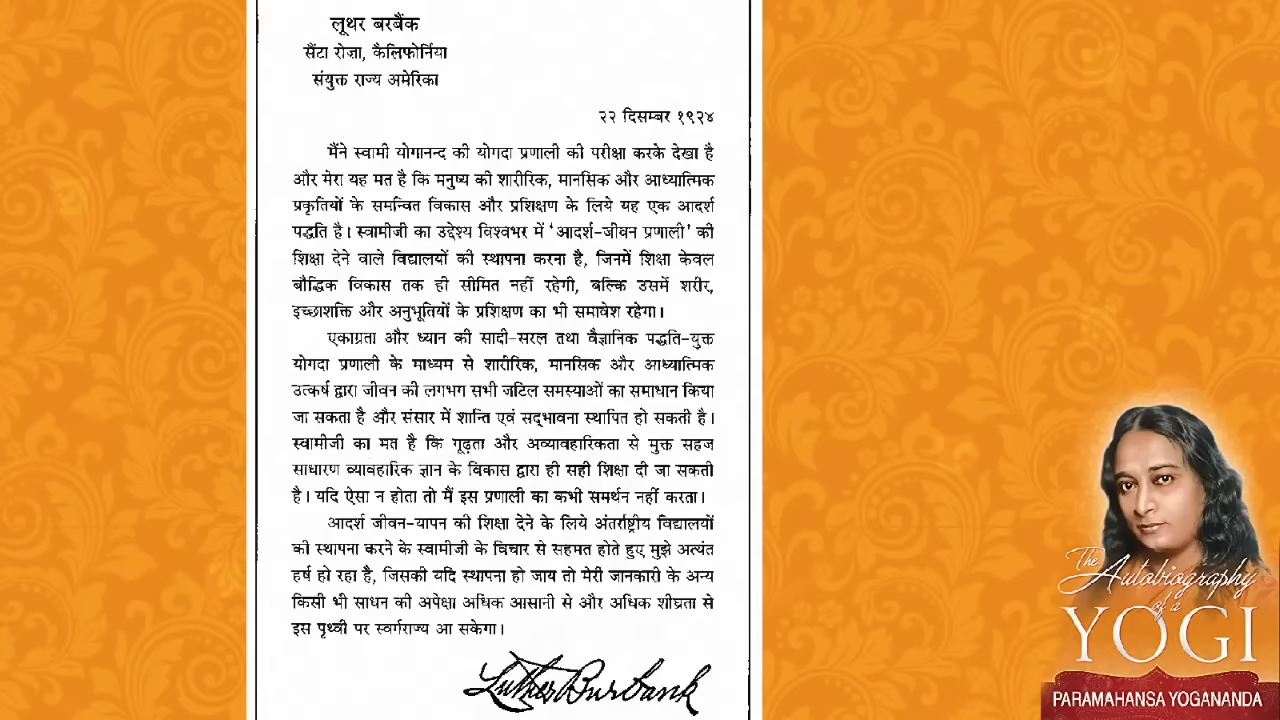 लूथर बरबैंक
सैंटा रोज़ा, कैलिफोर्निया
संयुक्त राज्य अमेरिका
२२ दिसम्बर १९२४
मैंने स्वामी योगानन्द की योगदा प्रणाली की परीक्षा करके देखा है
और मेरा यह मत है कि मनुष्य की शारीरिक, मानसिक और आध्यात्मिक
प्रकृतियों के समन्वित विकास और प्रशिक्षण के लिये यह एक आदर्श
पद्धति है। स्वामीजी का उद्देश्य विश्वभर में ‘आदर्श-जीवन प्रणाली’ की
शिक्षा देने वाले विद्यालयों की स्थापना करना है, जिनमें शिक्षा केवल
बौद्धिक विकास तक ही सीमित नहीं रहेगी, बल्कि उसमें शरीर,
इच्छाशक्ति और अनुभूतियों के प्रशिक्षण का भी समावेश रहेगा।
एकाग्रता और ध्यान की सादी-सरल तथा वैज्ञानिक पद्धति-युक्त
योगदा प्रणाली के माध्यम से शारीरिक, मानसिक और आध्यात्मिक
उत्कर्ष द्वारा जीवन की लगभग सभी जटिल समस्याओं का समाधान किया
जा सकता है और संसार में शान्ति एवं सद्‌भावना स्थापित हो सकती है।
स्वामीजी का मत है कि गूढ़ता और अव्यावहारिकता से मुक्त सहज
साधारण व्यावहारिक ज्ञान के विकास द्वारा ही सही शिक्षा दी जा सकती
है। यदि ऐसा न होता तो मैं इस प्रणाली का कभी समर्थन नहीं करता।
आदर्श जीवन-यापन की शिक्षा देने के लिये अंतर्राष्ट्रीय विद्यालयों
की स्थापना करने के स्वामीजी के विचार से सहमत होते हुए मुझे अत्यंत
हर्ष हो रहा है, जिसकी यदि स्थापना हो जाय तो मेरी जानकारी के अन्य
किसी भी साधन की अपेक्षा अधिक आसानी से और अधिक शीघ्रता से
इस पृथ्वी पर स्वर्गराज्य आ सकेगा।
Luther Burbank
The
Autobiography
of a
YOGI
PARAMAHANSA YOGANANDA